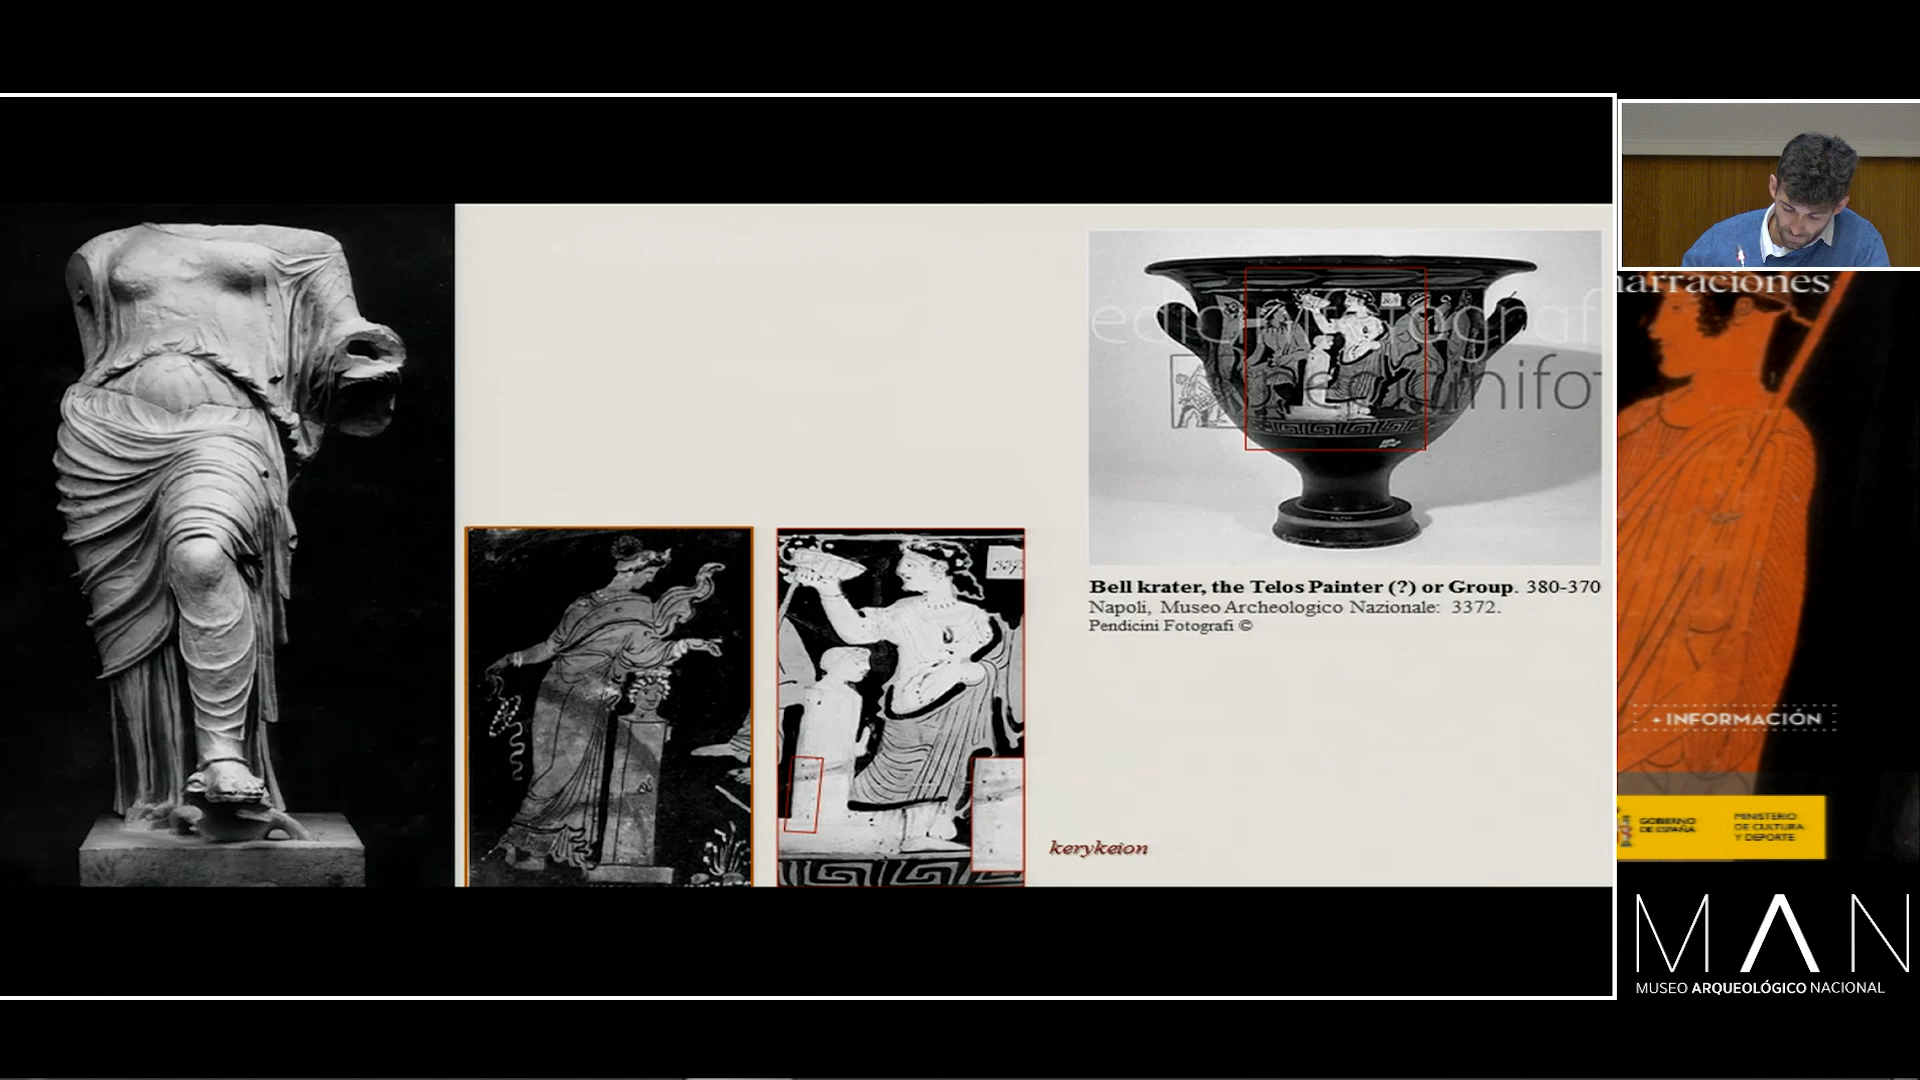 narraciones
Bell krater, the Telos Painter (?) or Group. 380-370
Napoli, Museo Archeologico Nazionale: 3372.
Pendicini Fotografi ©
kerykeion
+ INFORMACIÓN
GOBIERNO
DE ESPAÑA
MINISTERIO
DE CULTURA
Y DEPORTE
MAN
MUSEO ARQUEOLÓGICO NACIONAL